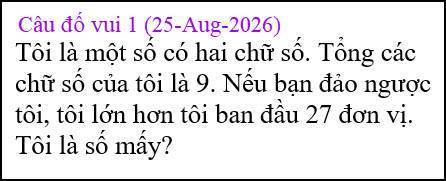 Câu đố vui 1 (25-Aug-2026)
Tôi là một số có hai chữ số. Tổng các
chữ số của tôi là 9. Nếu bạn đảo ngược
tôi, tôi lớn hơn tôi ban đầu 27 đơn vị.
Tôi là số mấy?